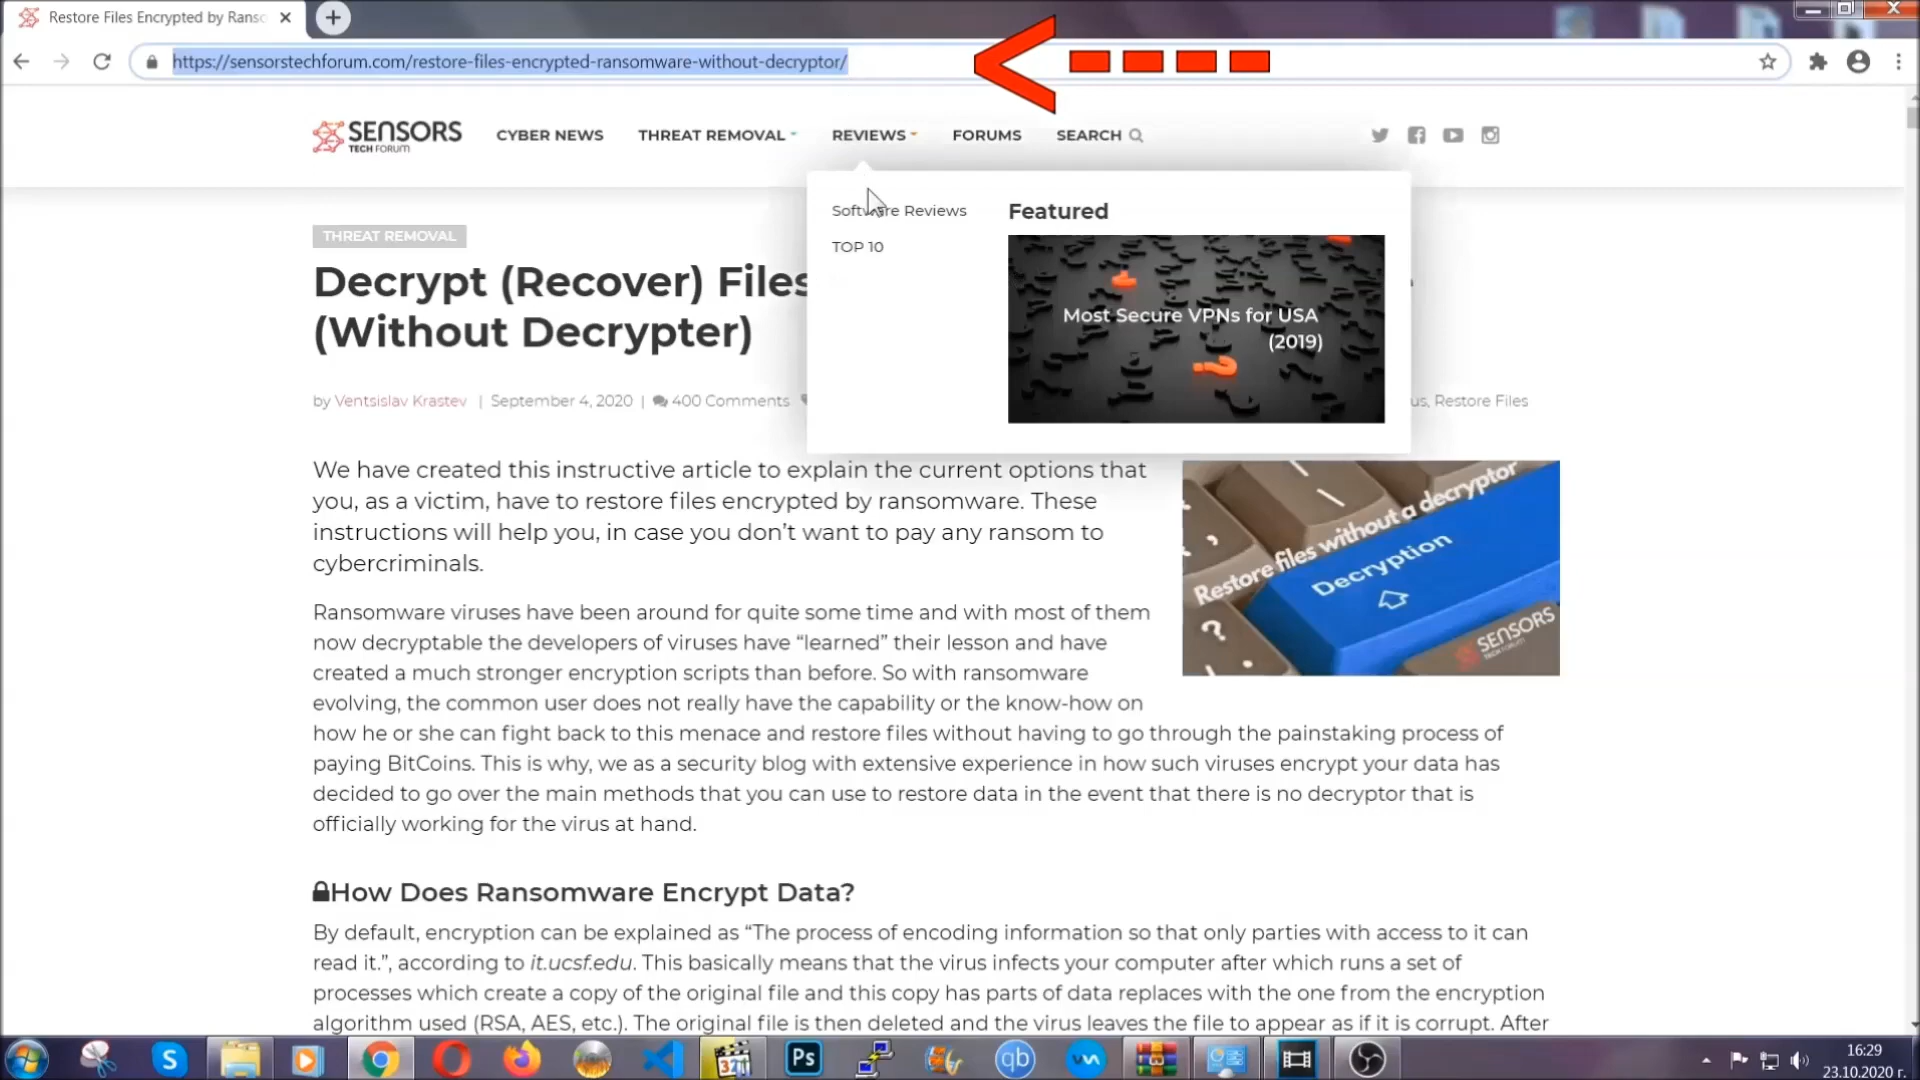 Restore Files Encrypted by Ranso
https://sensorstechforum.com/restore-files-encrypted-ransomware-without-decryptor/
SENSORS
TECH FORUM
CYBER NEWS
THREAT REMOVAL
REVIEWS
FORUMS
SEARCH
Software Reviews
TOP 10
Featured
Most Secure VPNs for USA
(2019)
THREAT REMOVAL
Decrypt (Recover) Files
(Without Decrypter)
by Ventsislav Krastev | September 4, 2020 | 400 Comments
us, Restore Files
We have created this instructive article to explain the current options that
you, as a victim, have to restore files encrypted by ransomware. These
instructions will help you, in case you don’t want to pay any ransom to
cybercriminals.
Restore files without a decryptor
Decryption
SENSORS
Ransomware viruses have been around for quite some time and with most of them
now decryptable the developers of viruses have “learned” their lesson and have
created a much stronger encryption scripts than before. So with ransomware
evolving, the common user does not really have the capability or the know-how on
how he or she can fight back to this menace and restore files without having to go through the painstaking process of
paying BitCoins. This is why, we as a security blog with extensive experience in how such viruses encrypt your data has
decided to go over the main methods that you can use to restore data in the event that there is no decryptor that is
officially working for the virus at hand.
How Does Ransomware Encrypt Data?
By default, encryption can be explained as “The process of encoding information so that only parties with access to it can
read it.”, according to it.ucsf.edu. This basically means that the virus infects your computer after which runs a set of
processes which create a copy of the original file and this copy has parts of data replaces with the one from the encryption
algorithm used (RSA, AES, etc.). The original file is then deleted and the virus leaves the file to appear as if it is corrupt. After
S
321
Ps
qb
16:29
23.10.2020 г.